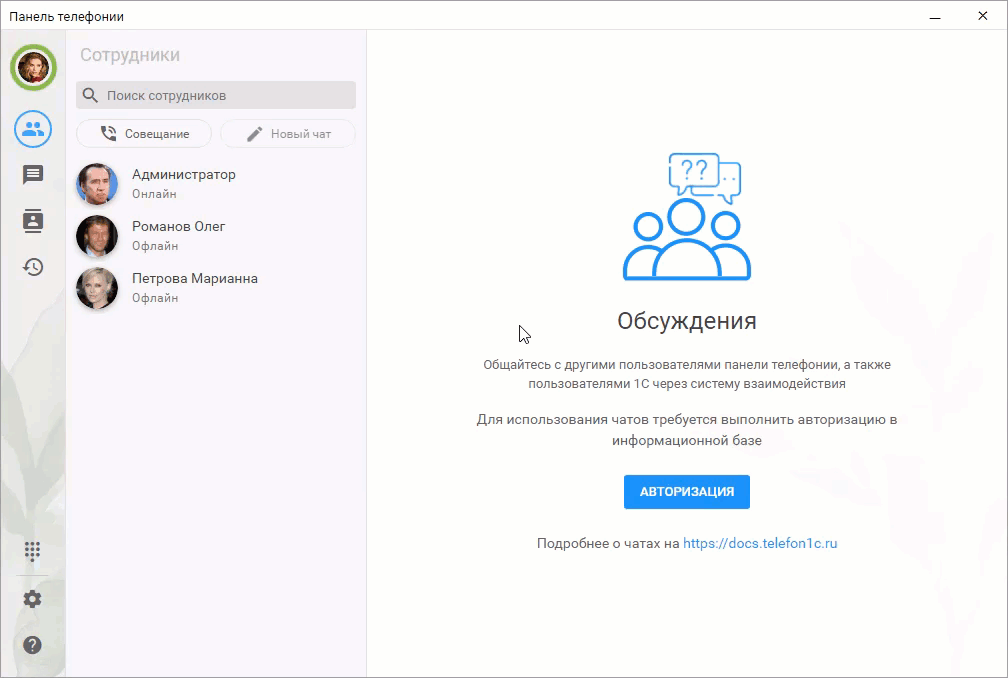 Панель телефонии
Сотрудники
Поиск сотрудников
Совещание
Новый чат
Администратор
Онлайн
Романов Олег
Офлайн
Петрова Марианна
Офлайн
??
Обсуждения
Общайтесь с другими пользователями панели телефонии, а также
пользователями 1С через систему взаимодействия
Для использования чатов требуется выполнить авторизацию в
информационной базе
АВТОРИЗАЦИЯ
Подробнее о чатах на https://docs.telefon1c.ru
?